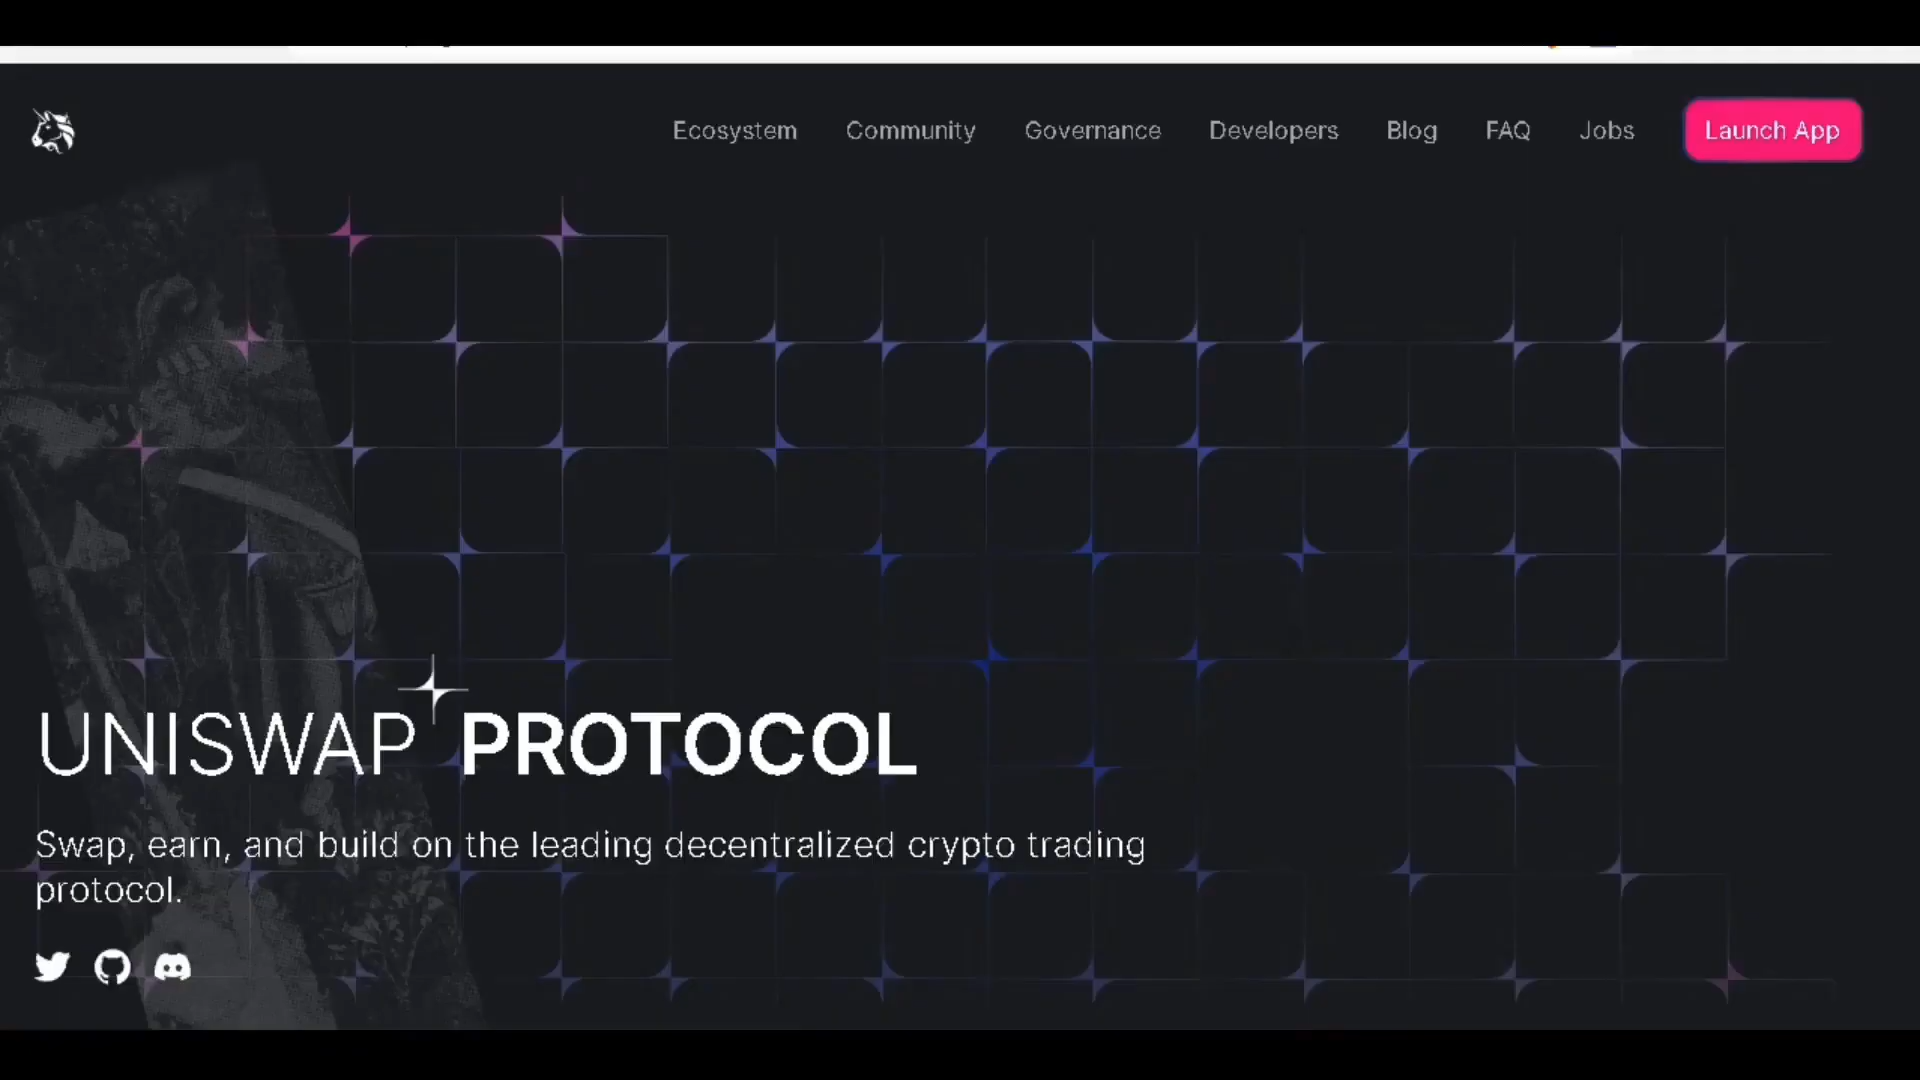 Ecosystem Community Governance Developers Blog FAQ Jobs Launch App
UNISWAP PROTOCOL
Swap, earn, and build on the leading decentralized crypto trading
protocol.